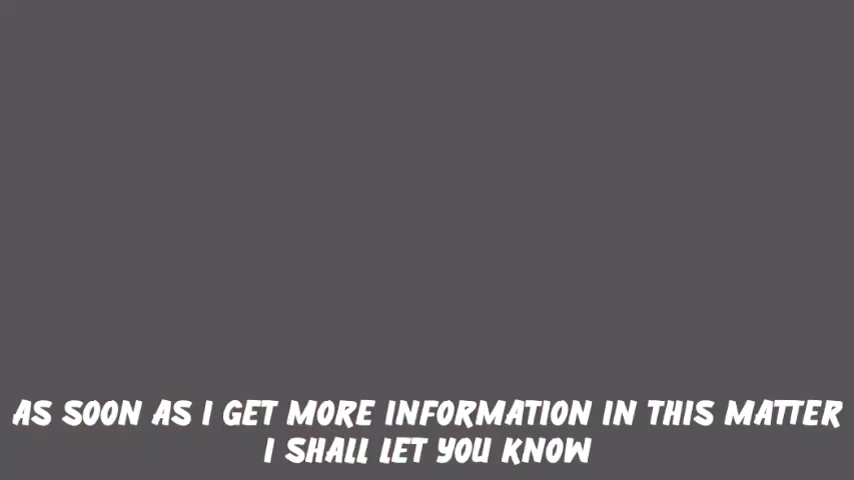 AS SOON AS I GET MORE INFORMATION IN THIS MATTER
I SHALL LET YOU KNOW